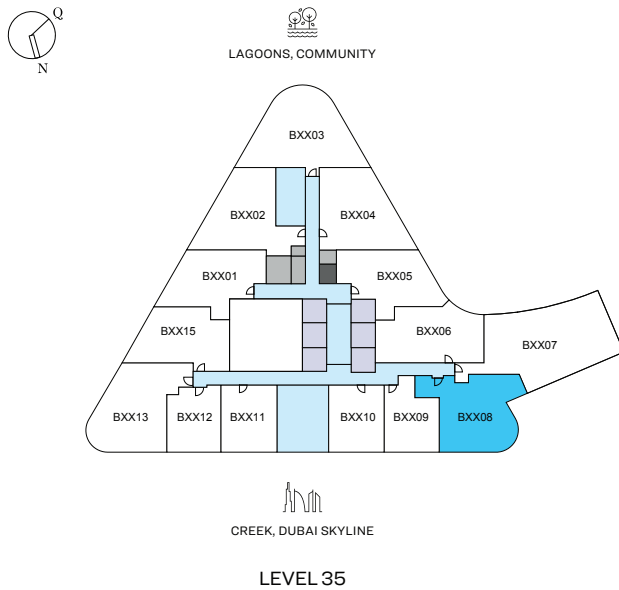 Q
N
LAGOONS, COMMUNITY
BXX03
BXX02
BXX04
BXX01
BXX05
BXX15
BXX06
BXX07
BXX13
BXX12
BXX11
BXX10
BXX09
BXX08
CREEK, DUBAI SKYLINE
LEVEL 35